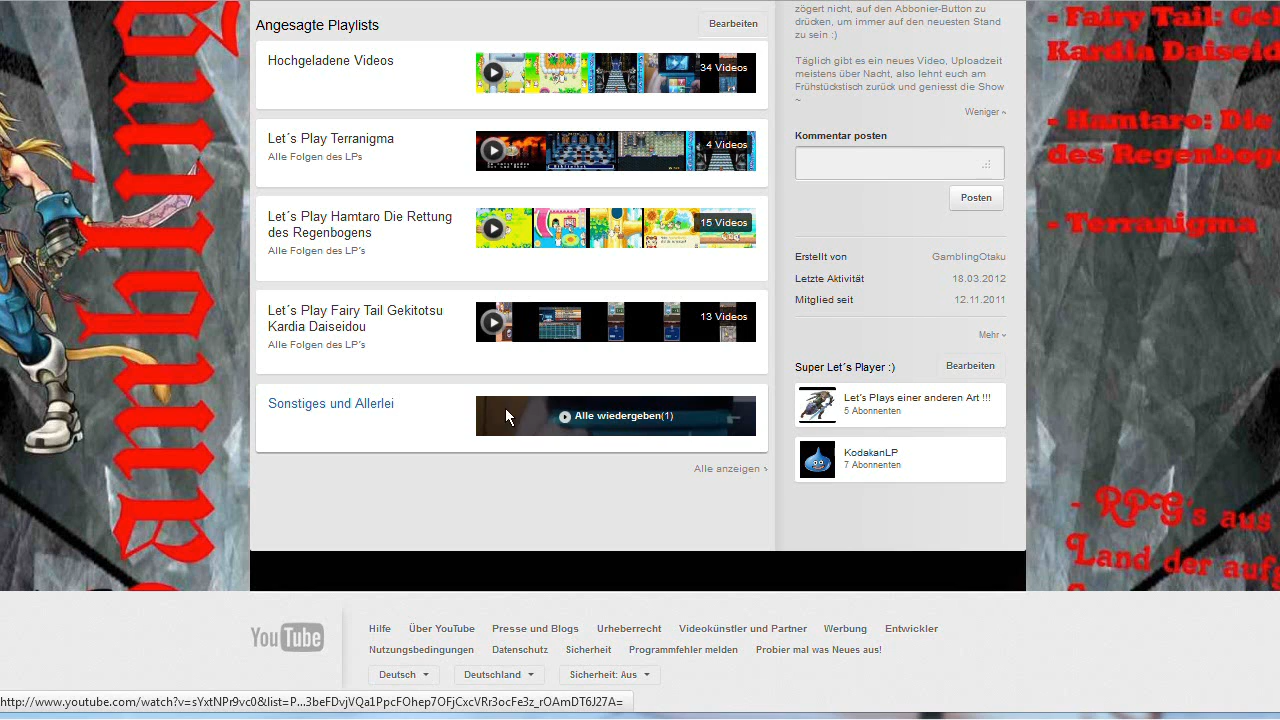 Angesagte Playlists
Bearbeiten
Hochgeladene Videos
34 Videos
Let´s Play Terranigma
Alle Folgen des LPs
4 Videos
Let´s Play Hamtaro Die Rettung
des Regenbogens
Alle Folgen des LP's
15 Videos
Let´s Play Fairy Tail Gekitotsu
Kardia Daiseidou
Alle Folgen des LP's
13 Videos
Sonstiges und Allerlei
Alle wiedergeben(1)
Alle anzeigen
zögert nicht, auf den Abbonier-Button zu
drücken, um immer auf den neuesten Stand
zu sein :)
Täglich gibt es ein neues Video, Uploadzeit
meistens über Nacht, also lehnt euch am
Frühstückstisch zurück und geniesst die Show
~
Weniger
Kommentar posten
Posten
Erstellt von GamblingOtaku
Letzte Aktivität 18.03.2012
Mitglied seit 12.11.2011
Mehr
Super Let´s Player :)
Bearbeiten
Let´s Plays einer anderen Art !!!
5 Abonnenten
KodakanLP
7 Abonnenten
- Fairy Tail: Gel
Kardia Daiseid
- Hamtaro: Die
des Regenboge
- Terranigma
- RPG's aus
Land der aufg
YouTube
Hilfe Über YouTube Presse und Blogs Urheberrecht Videokünstler und Partner Werbung Entwickler
Nutzungsbedingungen Datenschutz Sicherheit Programmfehler melden Probier mal was Neues aus!
Deutsch Deutschland Sicherheit: Aus
http://www.youtube.com/watch?v=sYxtNPr9vc0&list=P...3beFDvjVQa1PpcFOhep7OFjCxcVRr3ocFe3z_rOAmDT6J27A=